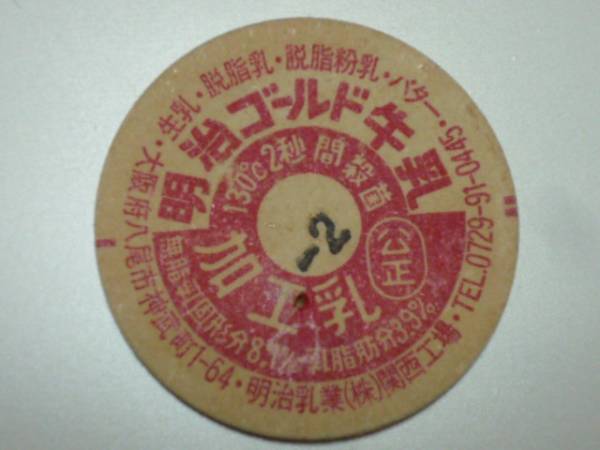 明治ゴールド牛乳
130℃2秒間殺菌
公正
加工乳
無脂乳固形分8. 乳脂肪分3.9%
生乳・脱脂乳・脱脂粉乳・バター・
大阪府八尾市神武町1-64・明治乳業(株)関西工場・TEL.0729-91-0445
-2